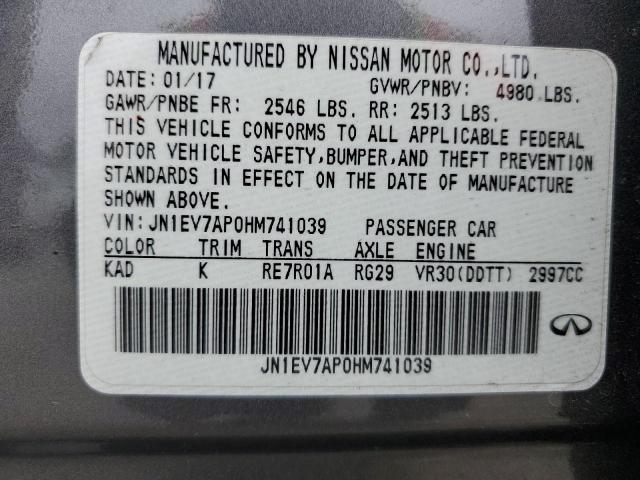 MANUFACTURED BY NISSAN MOTOR CO.,LTD.
DATE: 01/17 GVWR/PNBV: 4980 LBS.
GAWR/PNBE FR: 2546 LBS. RR: 2513 LBS.
THIS VEHICLE CONFORMS TO ALL APPLICABLE FEDERAL
MOTOR VEHICLE SAFETY,BUMPER,AND THEFT PREVENTION
STANDARDS IN EFFECT ON THE DATE OF MANUFACTURE
SHOWN ABOVE.
VIN: JN1EV7AP0HM741039 PASSENGER CAR
COLOR TRIM TRANS AXLE ENGINE
KAD K RE7R01A RG29 VR30(DDTT) 2997CC
JN1EV7AP0HM741039